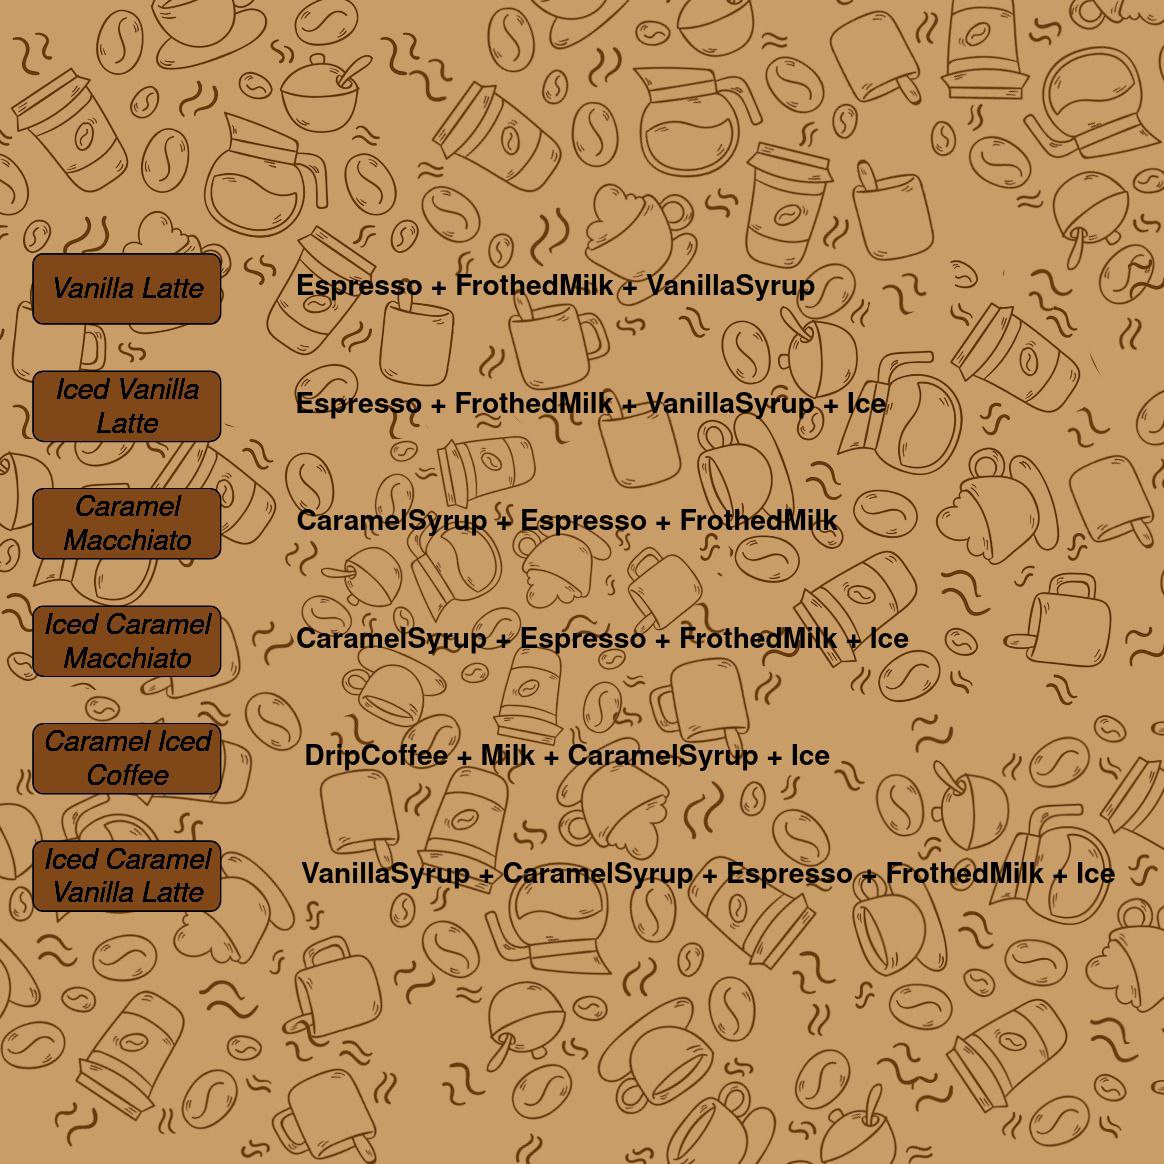 Vanilla Latte
Espresso + FrothedMilk + VanillaSyrup
Iced Vanilla
Latte
Espresso + FrothedMilk + VanillaSyrup + Ice
Caramel
Macchiato
CaramelSyrup + Espresso + FrothedMilk
Iced Caramel
Macchiato
CaramelSyrup + Espresso + FrothedMilk + Ice
Caramel Iced
Coffee
DripCoffee + Milk + CaramelSyrup + Ice
Iced Caramel
Vanilla Latte
VanillaSyrup + CaramelSyrup + Espresso + FrothedMilk + Ice